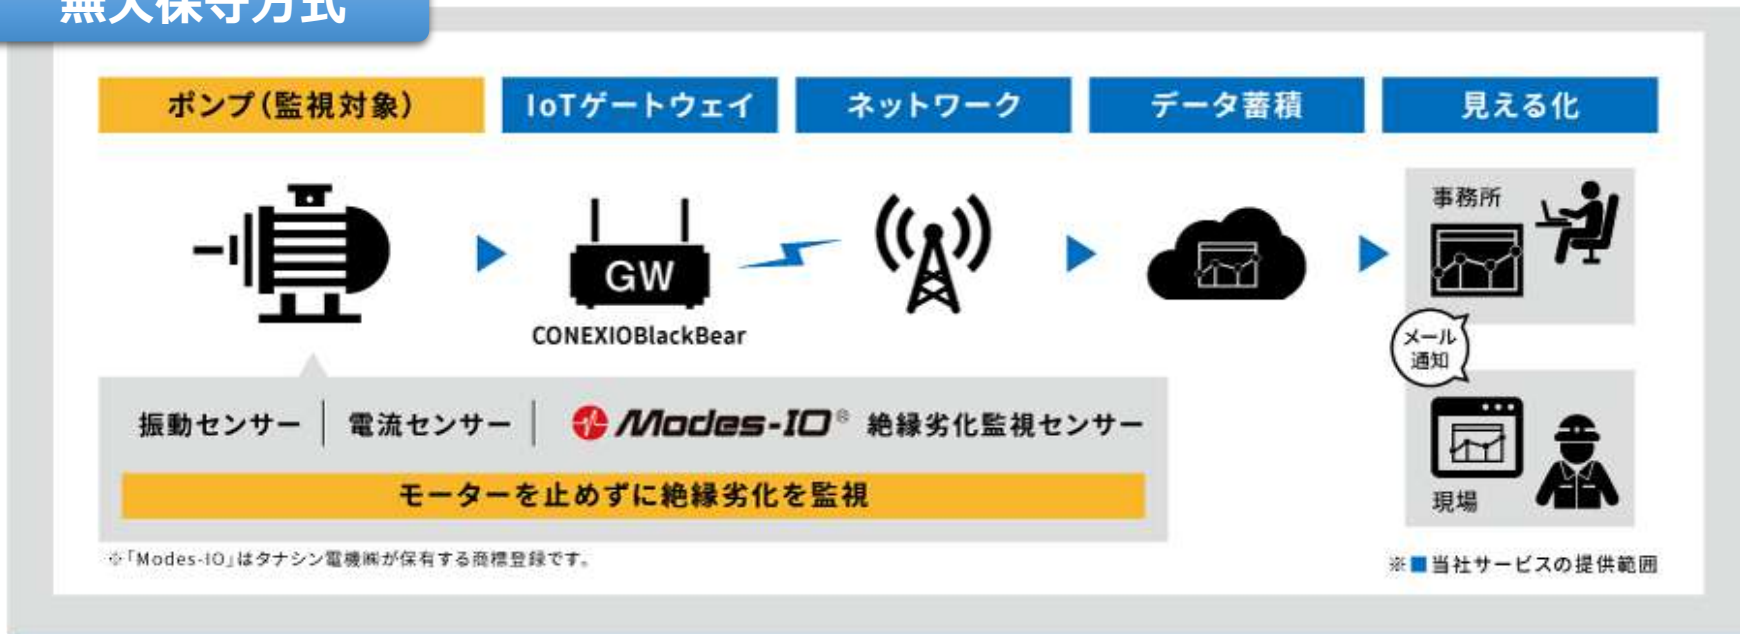 無欠保守方式
ポンプ(監視対象)
IoTゲートウェイ
ネットワーク
データ蓄積
見える化
GW
CONEXIOBlackBear
事務所
メール
通知
現場
振動センサー
電流センサー
Modes-IO® 絶縁劣化監視センサー
モーターを止めずに絶縁劣化を監視
※「Modes-IO」はタナシン電機㈱が保有する商標登録です。
※■当社サービスの提供範囲